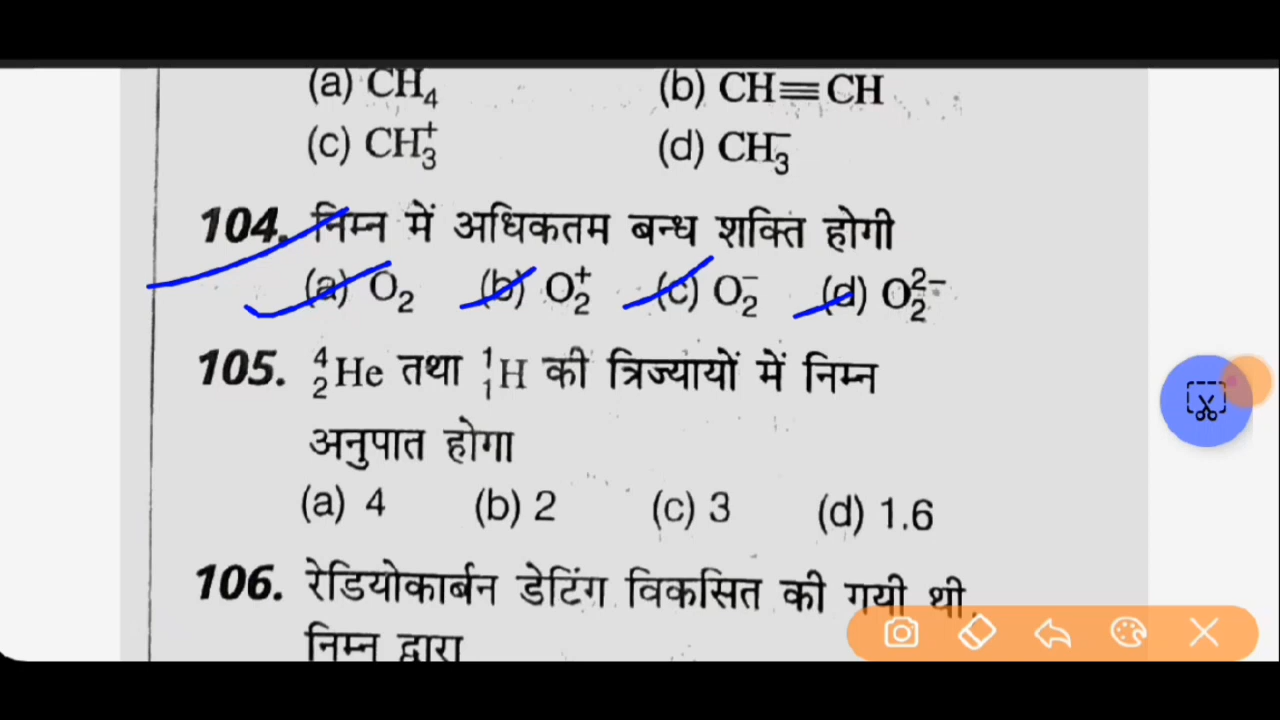 (a) CH₄ (b) CH≡CH
(c) CH₃⁺ (d) CH₃⁻
104. निम्न में अधिकतम बन्ध शक्ति होगी
(a) O₂ (b) O₂⁺ (c) O₂⁻ (d) O₂²⁻
105. ⁴₂He तथा ¹₁H की त्रिज्यायों में निम्न
अनुपात होगा
(a) 4 (b) 2 (c) 3 (d) 1.6
106. रेडियोकार्बन डेटिंग विकसित की गयी थी
निम्न द्वारा